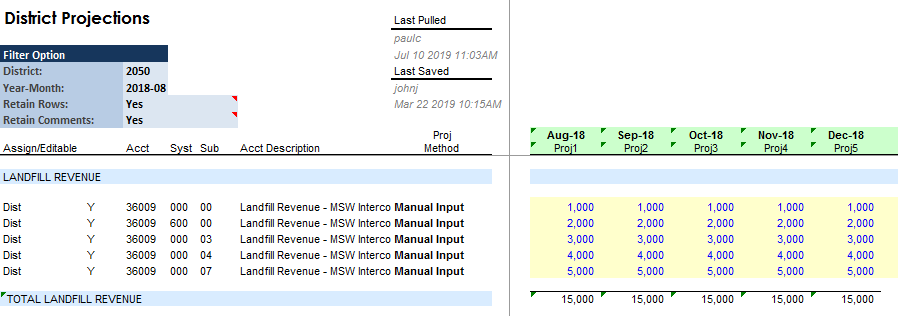 District Projections
Last Pulled
paulc
Jul 10 2019 11:03AM
Filter Option
District: 2050
Last Saved
Year-Month: 2018-08
johnj
Retain Rows: Yes
Mar 22 2019 10:15AM
Retain Comments: Yes
Proj Aug-18 Sep-18 Oct-18 Nov-18 Dec-18
Assign/Editable Acct Syst Sub Acct Description Method Proj1 Proj2 Proj3 Proj4 Proj5
LANDFILL REVENUE
Dist Y 36009 000 00 Landfill Revenue - MSW Interco Manual Input 1,000 1,000 1,000 1,000 1,000
Dist Y 36009 600 00 Landfill Revenue - MSW Interco Manual Input 2,000 2,000 2,000 2,000 2,000
Dist Y 36009 000 03 Landfill Revenue - MSW Interco Manual Input 3,000 3,000 3,000 3,000 3,000
Dist Y 36009 000 04 Landfill Revenue - MSW Interco Manual Input 4,000 4,000 4,000 4,000 4,000
Dist Y 36009 000 07 Landfill Revenue - MSW Interco Manual Input 5,000 5,000 5,000 5,000 5,000
TOTAL LANDFILL REVENUE 15,000 15,000 15,000 15,000 15,000